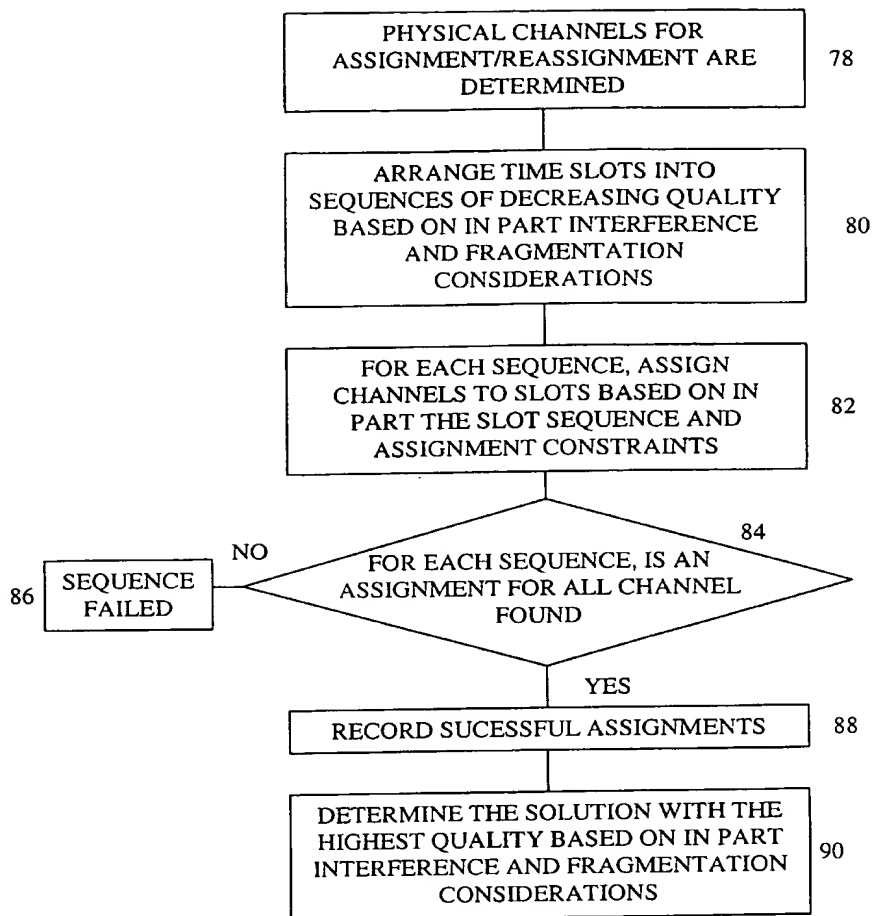 PHYSICAL CHANNELS FOR
ASSIGNMENT/REASSIGNMENT ARE
DETERMINED
78
ARRANGE TIME SLOTS INTO
SEQUENCES OF DECREASING QUALITY
BASED ON IN PART INTERFERENCE
AND FRAGMENTATION
CONSIDERATIONS
80
FOR EACH SEQUENCE, ASSIGN
CHANNELS TO SLOTS BASED ON IN
PART THE SLOT SEQUENCE AND
ASSIGNMENT CONSTRAINTS
82
84
NO
FOR EACH SEQUENCE, IS AN
ASSIGNMENT FOR ALL CHANNEL
FOUND
86
SEQUENCE
FAILED
YES
RECORD SUCESSFUL ASSIGNMENTS
88
DETERMINE THE SOLUTION WITH THE
HIGHEST QUALITY BASED ON IN PART
INTERFERENCE AND FRAGMENTATION
CONSIDERATIONS
90